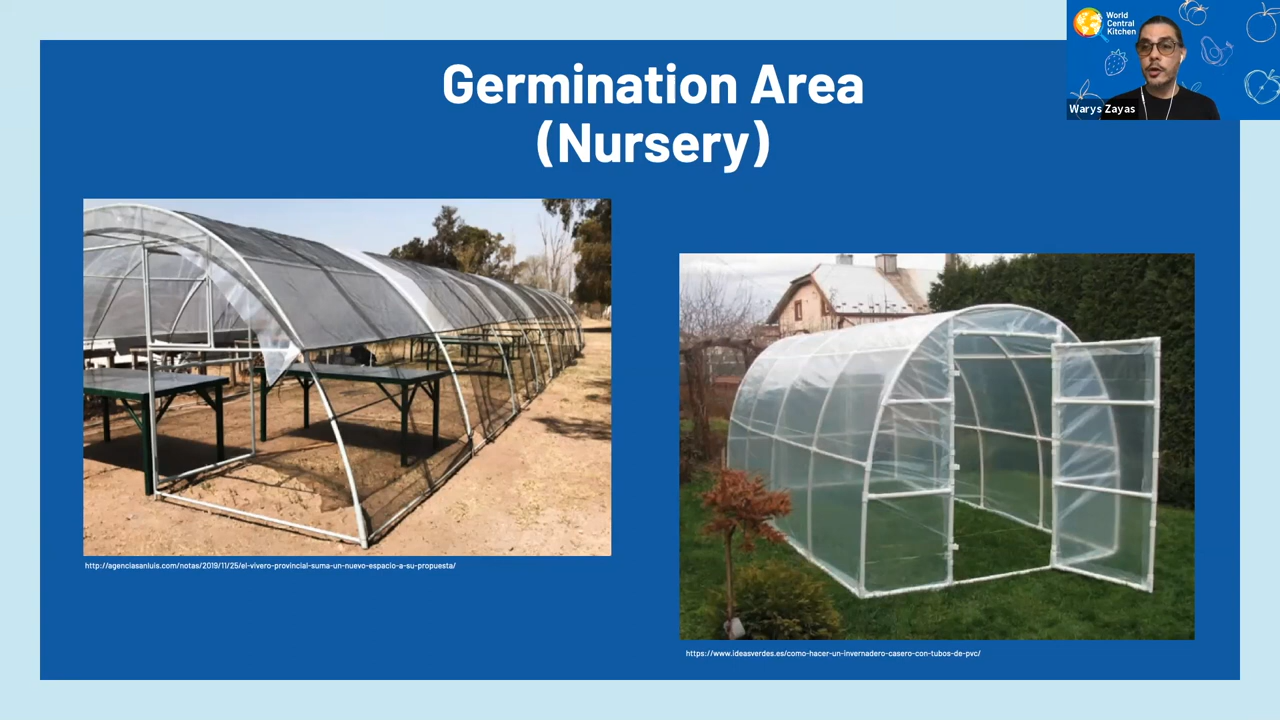 Germination Area
(Nursery)
World
Central
Kitchen
Warys Zayas
http://agenciasanluis.com/notas/2019/11/25/el-vivero-provincial-suma-un-nuevo-espacio-a-su-propuesta/
https://www.ideasverdes.es/como-hacer-un-invernadero-casero-con-tubos-de-pvc/